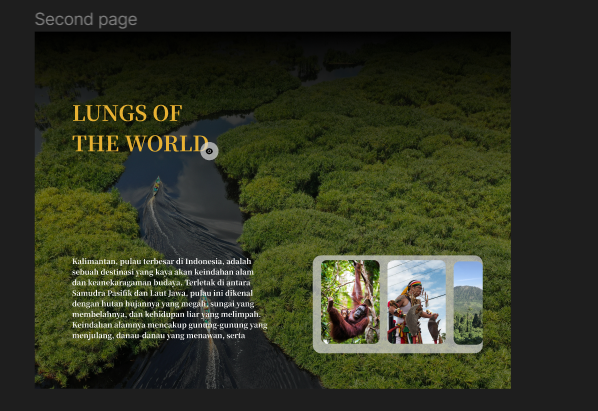 Second page
LUNGS OF
THE WORLD
Kalimantan, pulau terbesar di Indonesia, adalah
sebuah destinasi yang kaya akan keindahan alam
dan keanekaragaman budaya. Terletak di antara
Samudra Pasifik dan Laut Jawa, pulau ini dikenal
dengan hutan hujannya yang megah, sungai yang
membelahnya, dan kehidupan liar yang melimpah.
Keindahan alamnya mencakup gunung-gunung yang
menjulang, danau-danau yang menawan, serta